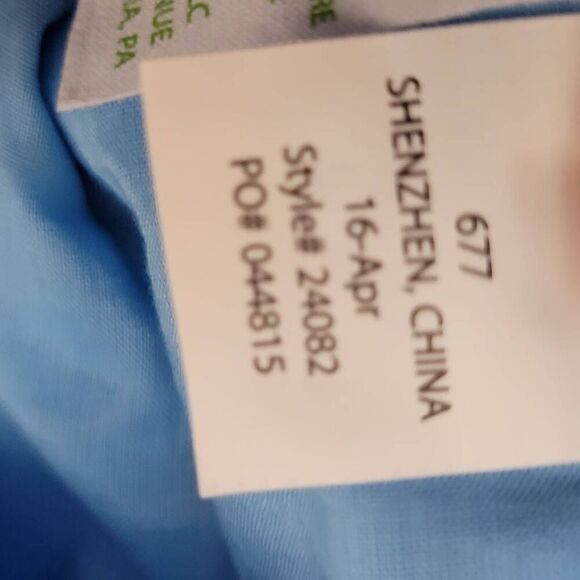 677
SHENZHEN, CHINA
16-Apr
Style# 24082
PO# 044815